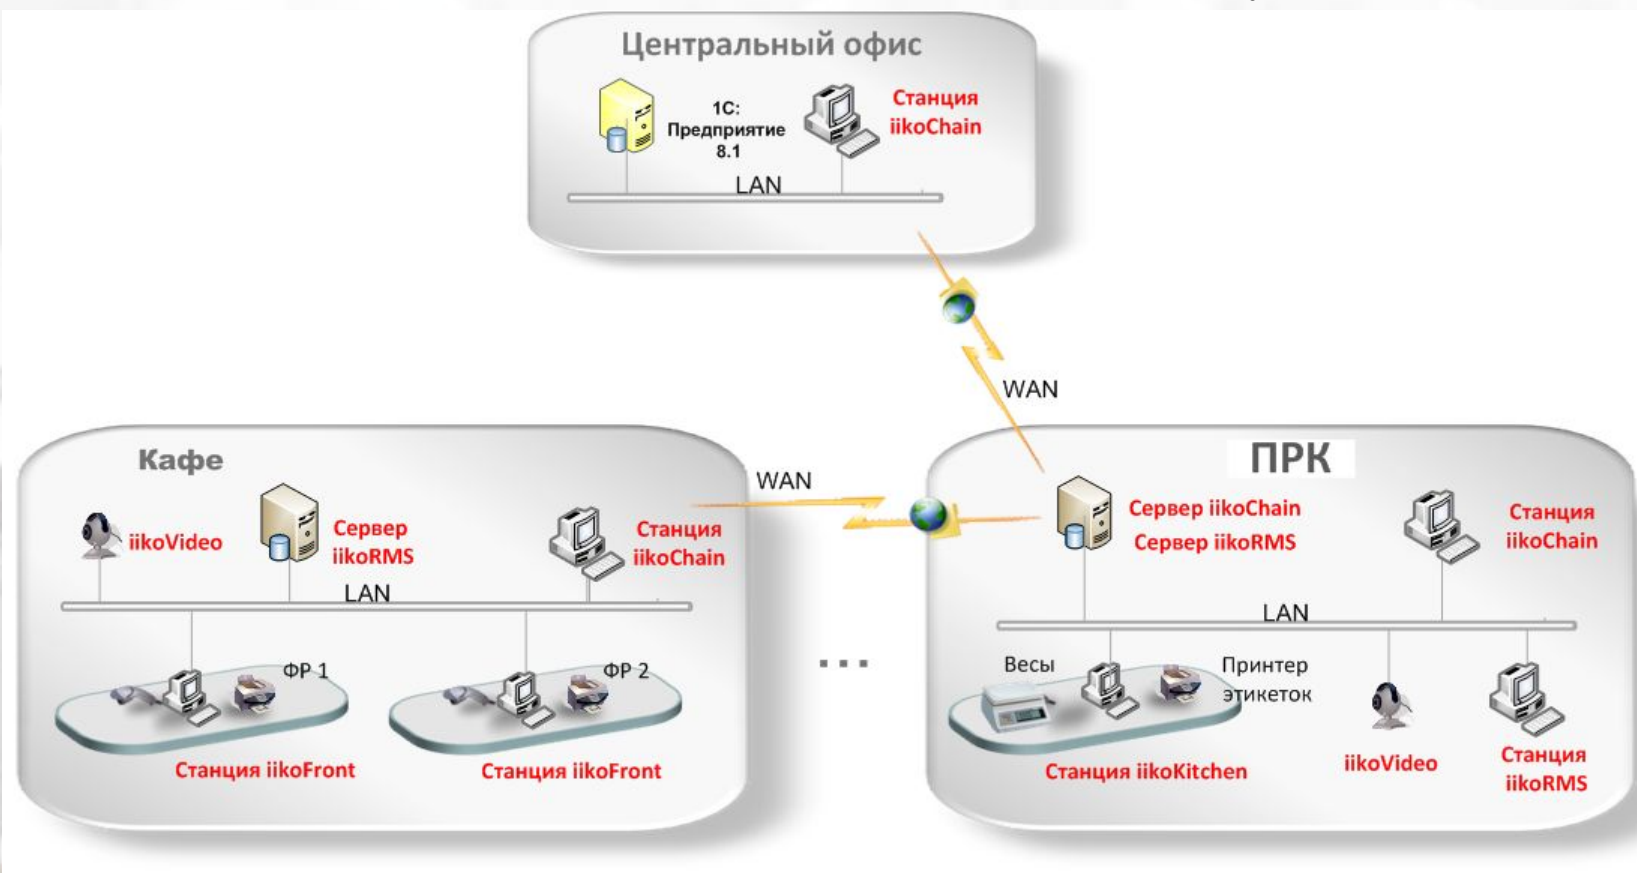 Центральный офис
1С:
Предприятие
8.1
Станция
iikoChain
LAN
WAN
Кафе
iikoVideo
Сервер
iikoRMS
Станция
iikoChain
LAN
ФР 1
ФР 2
Станция iikoFront
Станция iikoFront
WAN
...
ПРК
Сервер iikoChain
Сервер iikoRMS
Станция
iikoChain
LAN
Весы
Принтер
этикеток
Станция iikoKitchen
iikoVideo
Станция
iikoRMS